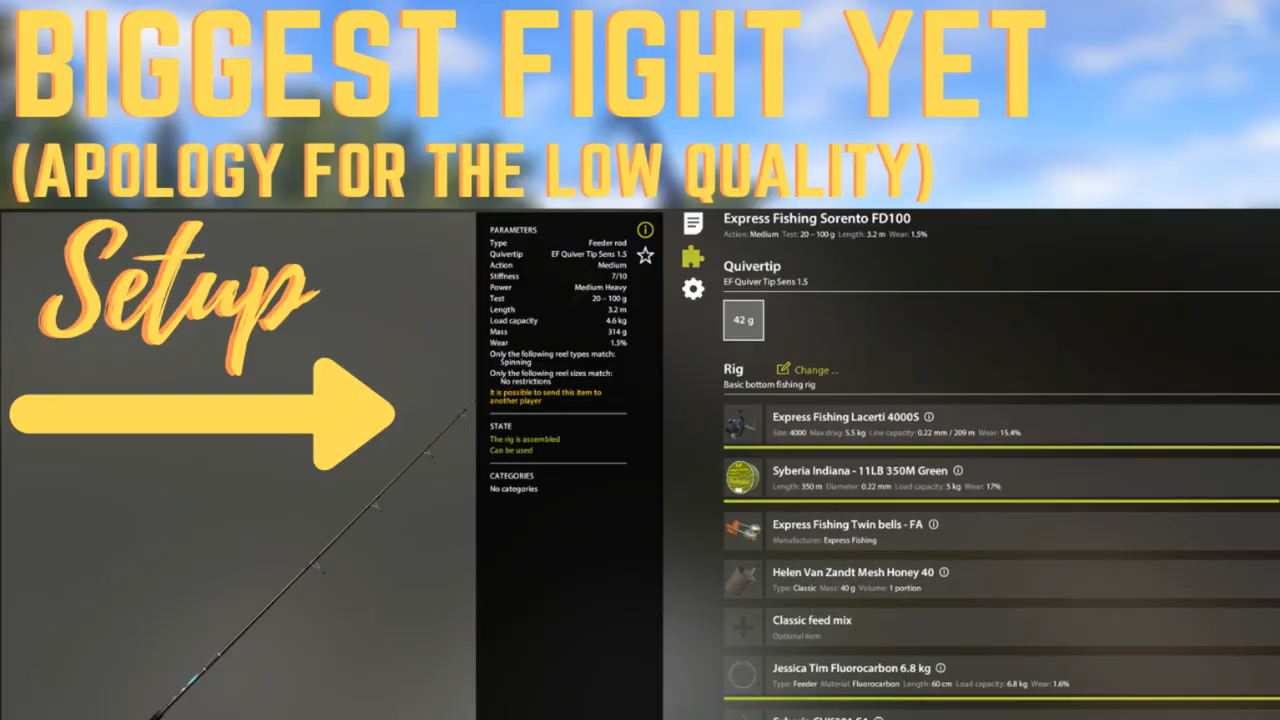 BIGGEST FIGHT YET
(APOLOGY FOR THE LOW QUALITY)
Setup
PARAMETERS
Type Feeder rod
Quivertip EF Quiver Tip Sens 1.5
Action Medium
Stiffness 7/10
Power Medium Heavy
Test 20 – 100 g
Length 3.2 m
Load capacity 4.6 kg
Mass 314 g
Wear 1.5%
Only the following reel types match:
Spinning
Only the following reel sizes match:
No restrictions
It is possible to send this item to
another player
STATE
The rig is assembled
Can be used
CATEGORIES
No categories
Express Fishing Sorento FD100
Action: Medium Test: 20 – 100 g Length: 3.2 m Wear: 1.5%
Quivertip
EF Quiver Tip Sens 1.5
42 g
Rig Change ...
Basic bottom fishing rig
Express Fishing Lacerti 4000S
Size: 4000 Max drag: 5.5 kg Line capacity: 0.22 mm / 209 m Wear: 15.4%
Syberia Indiana - 11LB 350M Green
Length: 350 m Diameter: 0.22 mm Load capacity: 5 kg Wear: 17%
Express Fishing Twin bells - FA
Manufacturer: Express Fishing
Helen Van Zandt Mesh Honey 40
Type: Classic Mass: 40 g Volume: 1 portion
Classic feed mix
Optional item
Jessica Tim Fluorocarbon 6.8 kg
Type: Feeder Material: Fluorocarbon Length: 60 cm Load capacity: 6.8 kg Wear: 1.6%